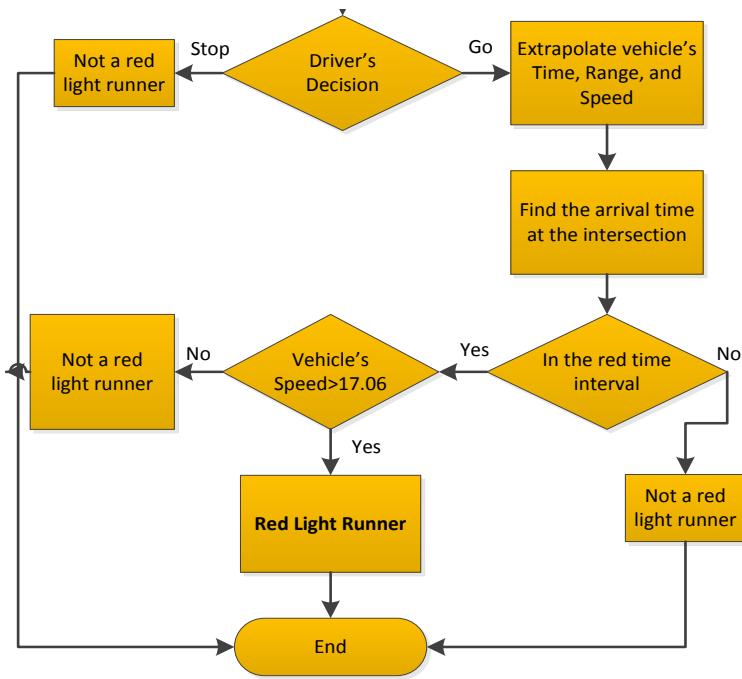 Not a red
light runner
Stop
Driver's
Decision
Go
Extrapolate vehicle's
Time, Range, and
Speed
Find the arrival time
at the intersection
Not a red
light runner
No
Vehicle's
Speed>17.06
Yes
In the red time
interval
No
Yes
Red Light Runner
Not a red
light runner
End